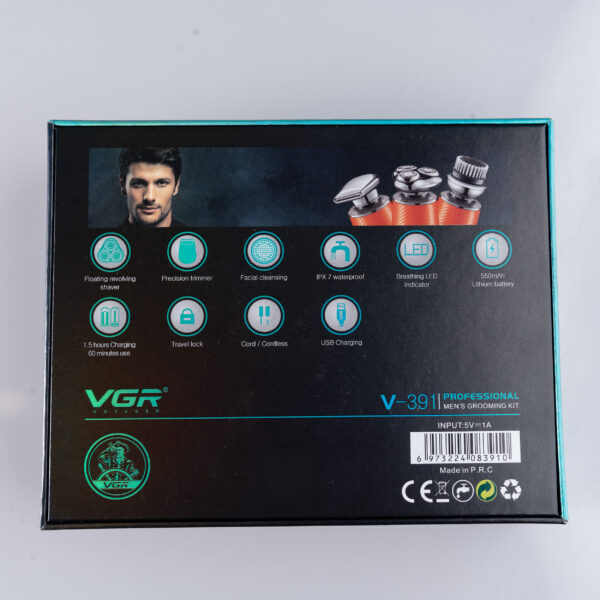 Floating revolving
shaver
Precision trimmer
Facial cleansing
IPX 7 waterproof
LED
Breathing LED
indicator
550mAh
Lithium battery
1.5 hours Charging
60 minutes use
Travel lock
Cord / Cordless
USB Charging
VGR®
VOYAGER
V-391
PROFESSIONAL
MEN'S GROOMING KIT
INPUT:5V⎓1A
6 973224 083910
Made in P.R.C
CE
VGR